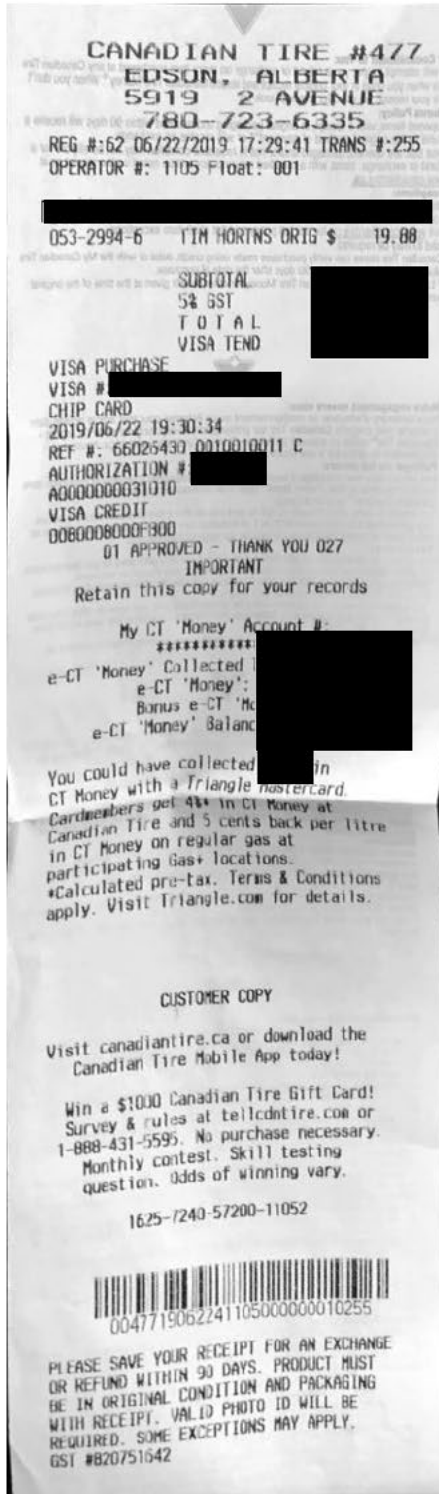 CANADIAN TIRE #477
EDSON, ALBERTA
5919 2 AVENUE
780-723-6335
REG #:62 06/22/2019 17:29:41 TRANS #:255
OPERATOR #: 1105 Float: 001
053-2994-6 TIM HORTNS ORIG $ 19.88
SUBTOTAL
5% GST
T O T A L
VISA TEND
VISA PURCHASE
VISA #:
CHIP CARD
2019/06/22 19:30:34
REF #: 66026430 0010010011 C
AUTHORIZATION #:
A0000000031010
VISA CREDIT
0080008000F800
01 APPROVED - THANK YOU 027
IMPORTANT
Retain this copy for your records
My CT 'Money' Account #:
************
e-CT 'Money' Collected
e-CT 'Money':
Bonus e-CT
e-CT 'Money'
You could have collected in
CT Money with a Triangle Mastercard.
Cardmembers get 4%* in CT Money at
Canadian Tire and 5 cents back per litre
in CT Money on regular gas at
participating Gas+ locations.
*Calculated pre-tax. Terms & Conditions
apply. Visit Triangle.com for details.
CUSTOMER COPY
Visit canadiantire.ca or download the
Canadian Tire Mobile App today!
Win a $1000 Canadian Tire Gift Card!
Survey & rules at tellcdntire.com or
1-888-431-5595. No purchase necessary.
Monthly contest. Skill testing
question. Odds of winning vary.
1625-7240-57200-11052
0047719062241105000000010255
PLEASE SAVE YOUR RECEIPT FOR AN EXCHANGE
OR REFUND WITHIN 90 DAYS. PRODUCT MUST
BE IN ORIGINAL CONDITION AND PACKAGING
WITH RECEIPT. VALID PHOTO ID WILL BE
REQUIRED. SOME EXCEPTIONS MAY APPLY.
GST #820751642